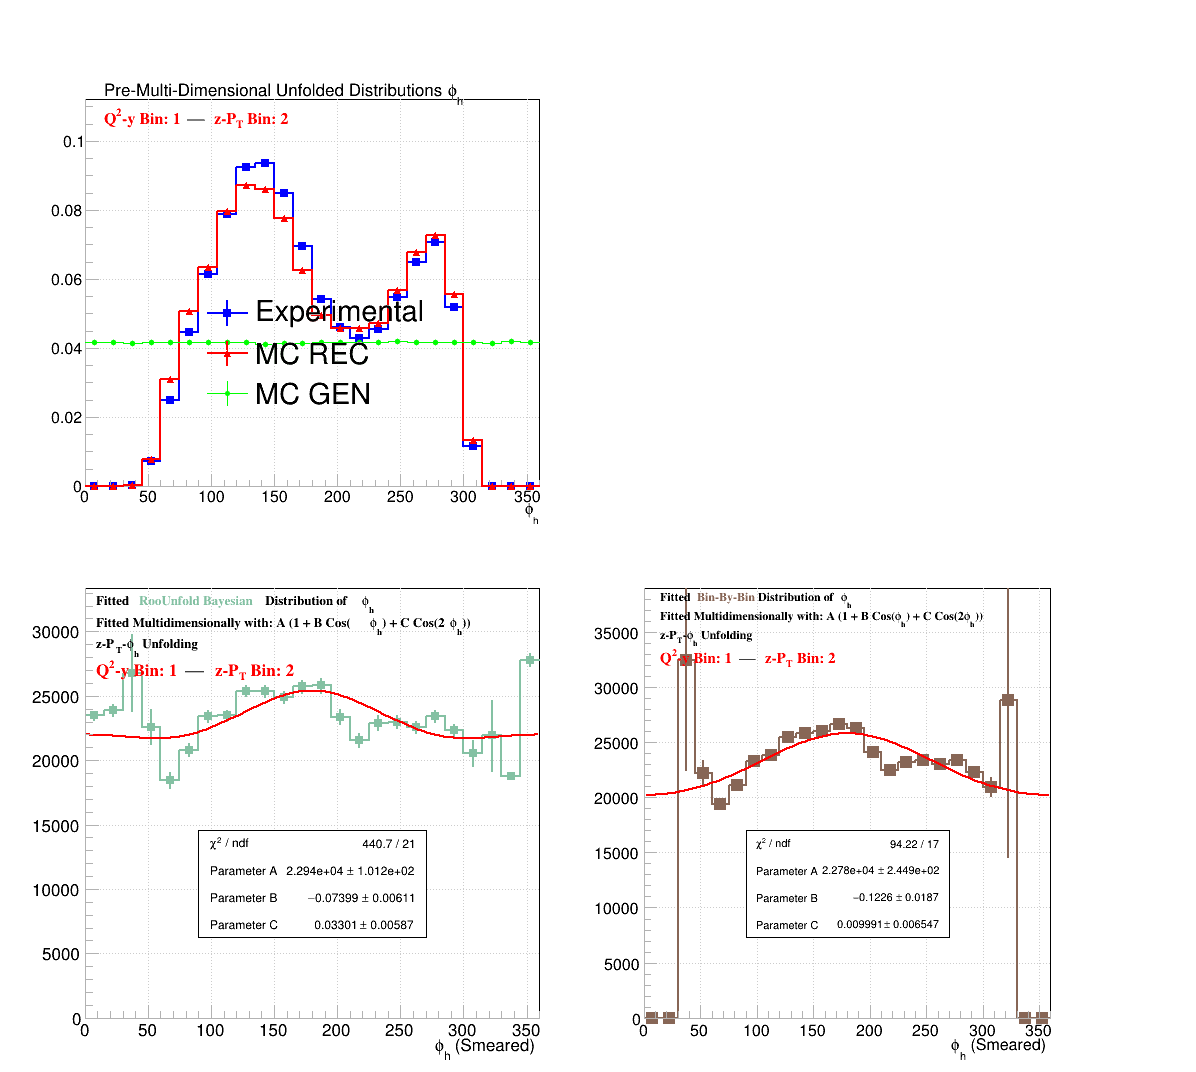 Pre-Multi-Dimensional Unfolded Distributions ϕh
Q2-y Bin: 1 — z-PT Bin: 2
0.1
0.08
0.06
0.04
0.02
0
Experimental
MC REC
MC GEN
0 50 100 150 200 250 300 350
ϕh
Fitted RooUnfold Bayesian Distribution of ϕh
Fitted Multidimensionally with: A (1 + B Cos( ϕh) + C Cos(2 ϕh))
z-PT-ϕh Unfolding
Q2-y Bin: 1 — z-PT Bin: 2
30000
25000
20000
15000
10000
5000
0
χ2 / ndf 440.7 / 21
Parameter A 2.294e+04 ± 1.012e+02
Parameter B −0.07399 ± 0.00611
Parameter C 0.03301 ± 0.00587
0 50 100 150 200 250 300 350
ϕh (Smeared)
Fitted Bin-By-Bin Distribution of ϕh
Fitted Multidimensionally with: A (1 + B Cos(ϕh) + C Cos(2ϕh))
z-PT-ϕh Unfolding
Q2-y Bin: 1 — z-PT Bin: 2
35000
30000
25000
20000
15000
10000
5000
0
χ2 / ndf 94.22 / 17
Parameter A 2.278e+04 ± 2.449e+02
Parameter B −0.1226 ± 0.0187
Parameter C 0.009991 ± 0.006547
0 50 100 150 200 250 300 350
ϕh (Smeared)